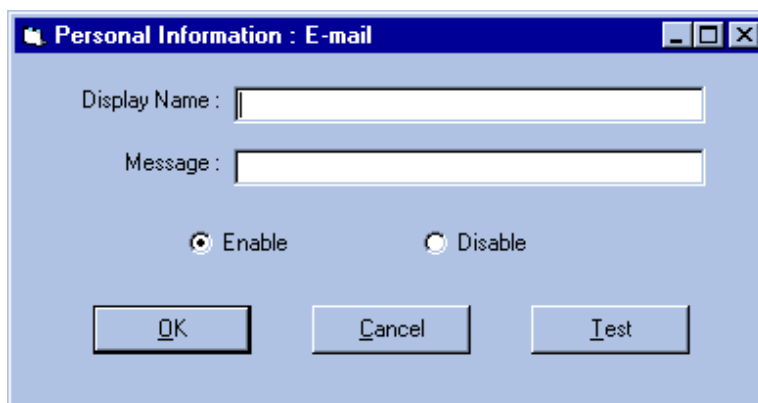 Personal Information : E-mail
Display Name :
Message :
Enable Disable
OK Cancel Test